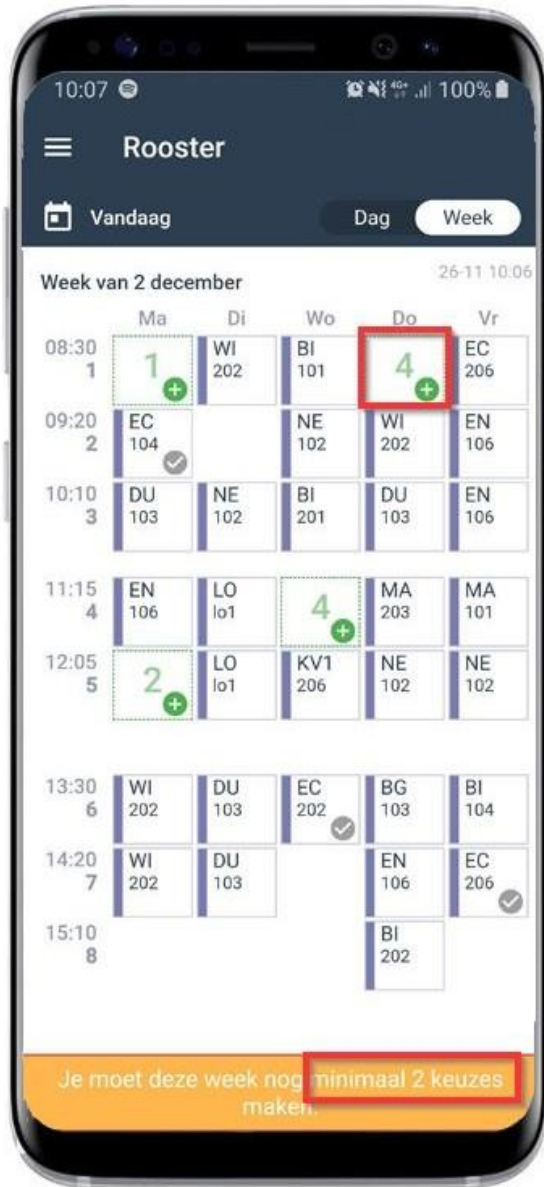 10:07 4G+ 100%
Rooster
Vandaag Dag Week
Week van 2 december 26-11 10:06
Ma Di Wo Do Vr
08:30 1 WI BI 4 EC
1 202 101 206
09:20 EC NE WI EN
2 104 102 202 106
10:10 DU NE BI DU EN
3 103 102 201 103 106
11:15 EN LO 4 MA MA
4 106 lo1 203 101
12:05 2 LO KV1 NE NE
5 lo1 206 102 102
13:30 WI DU EC BG BI
6 202 103 202 103 104
14:20 WI DU EN EC
7 202 103 106 206
15:10 BI
8 202
Je moet deze week nog minimaal 2 keuzes
maken.